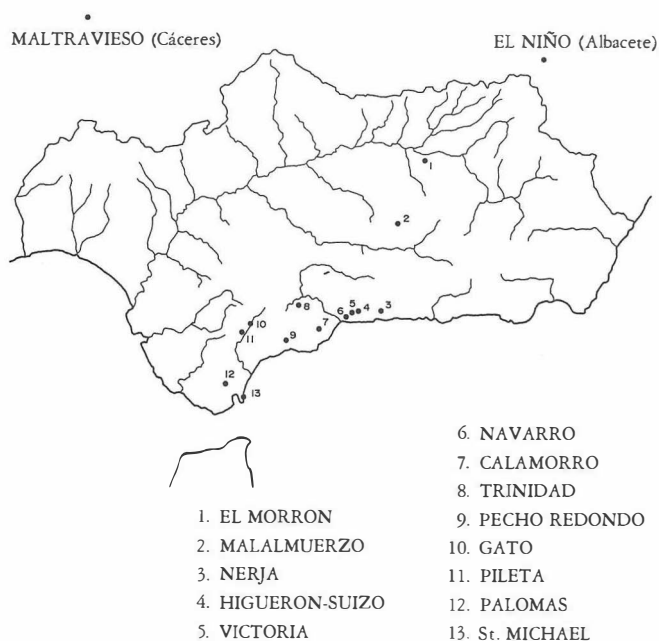 MALTRAVIESO (Cáceres)
EL NIÑO (Albacete)
1
2
3
4
5
6
7
8
9
10
11
12
13
1. EL MORRON
2. MALALMUERZO
3. NERJA
4. HIGUERON-SUIZO
5. VICTORIA
6. NAVARRO
7. CALAMORRO
8. TRINIDAD
9. PECHO REDONDO
10. GATO
11. PILETA
12. PALOMAS
13. St. MICHAEL